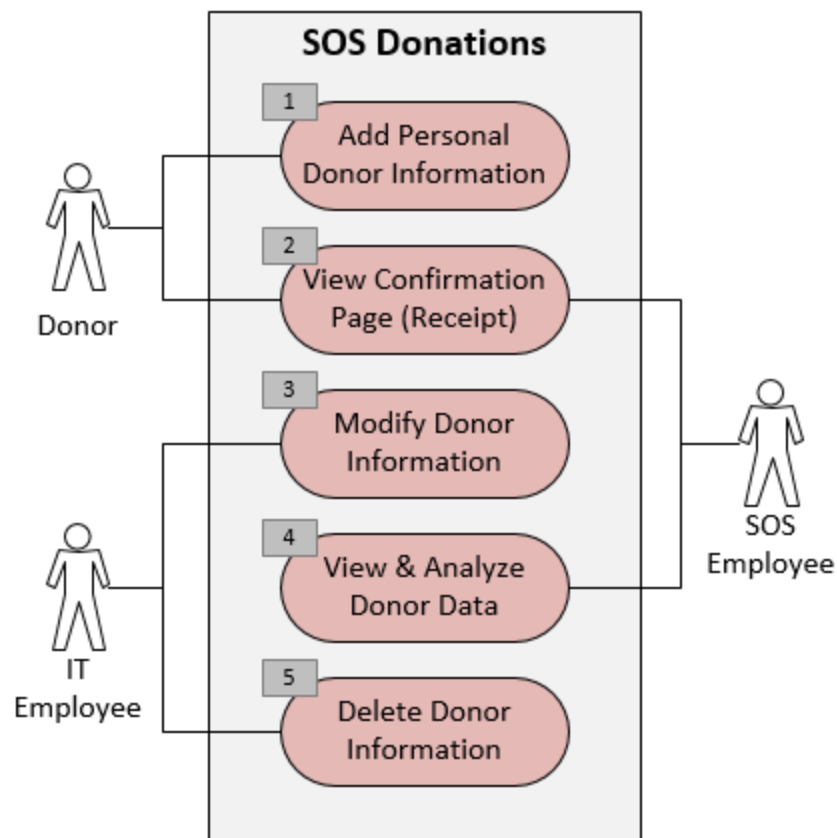 SOS Donations
1
Add Personal
Donor Information
2
View Confirmation
Page (Receipt)
Donor
3
Modify Donor
Information
SOS
Employee
4
View & Analyze
Donor Data
IT
Employee
5
Delete Donor
Information